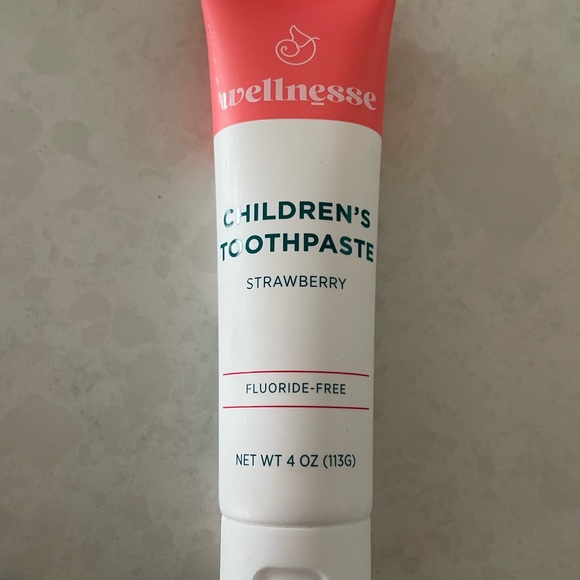 wellnesse
CHILDREN'S
TOOTHPASTE
STRAWBERRY
FLUORIDE-FREE
NET WT 4 OZ (113G)